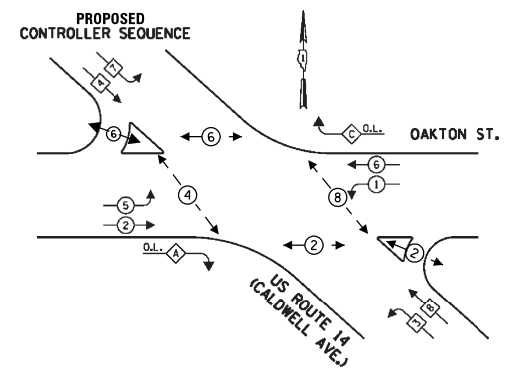 PROPOSED
CONTROLLER SEQUENCE
7
4
1
6
6
C
O.L.
OAKTON ST.
6
1
5
4
8
2
O.L.
A
2
2
US ROUTE 14
(CALDWELL AVE.)
8
3